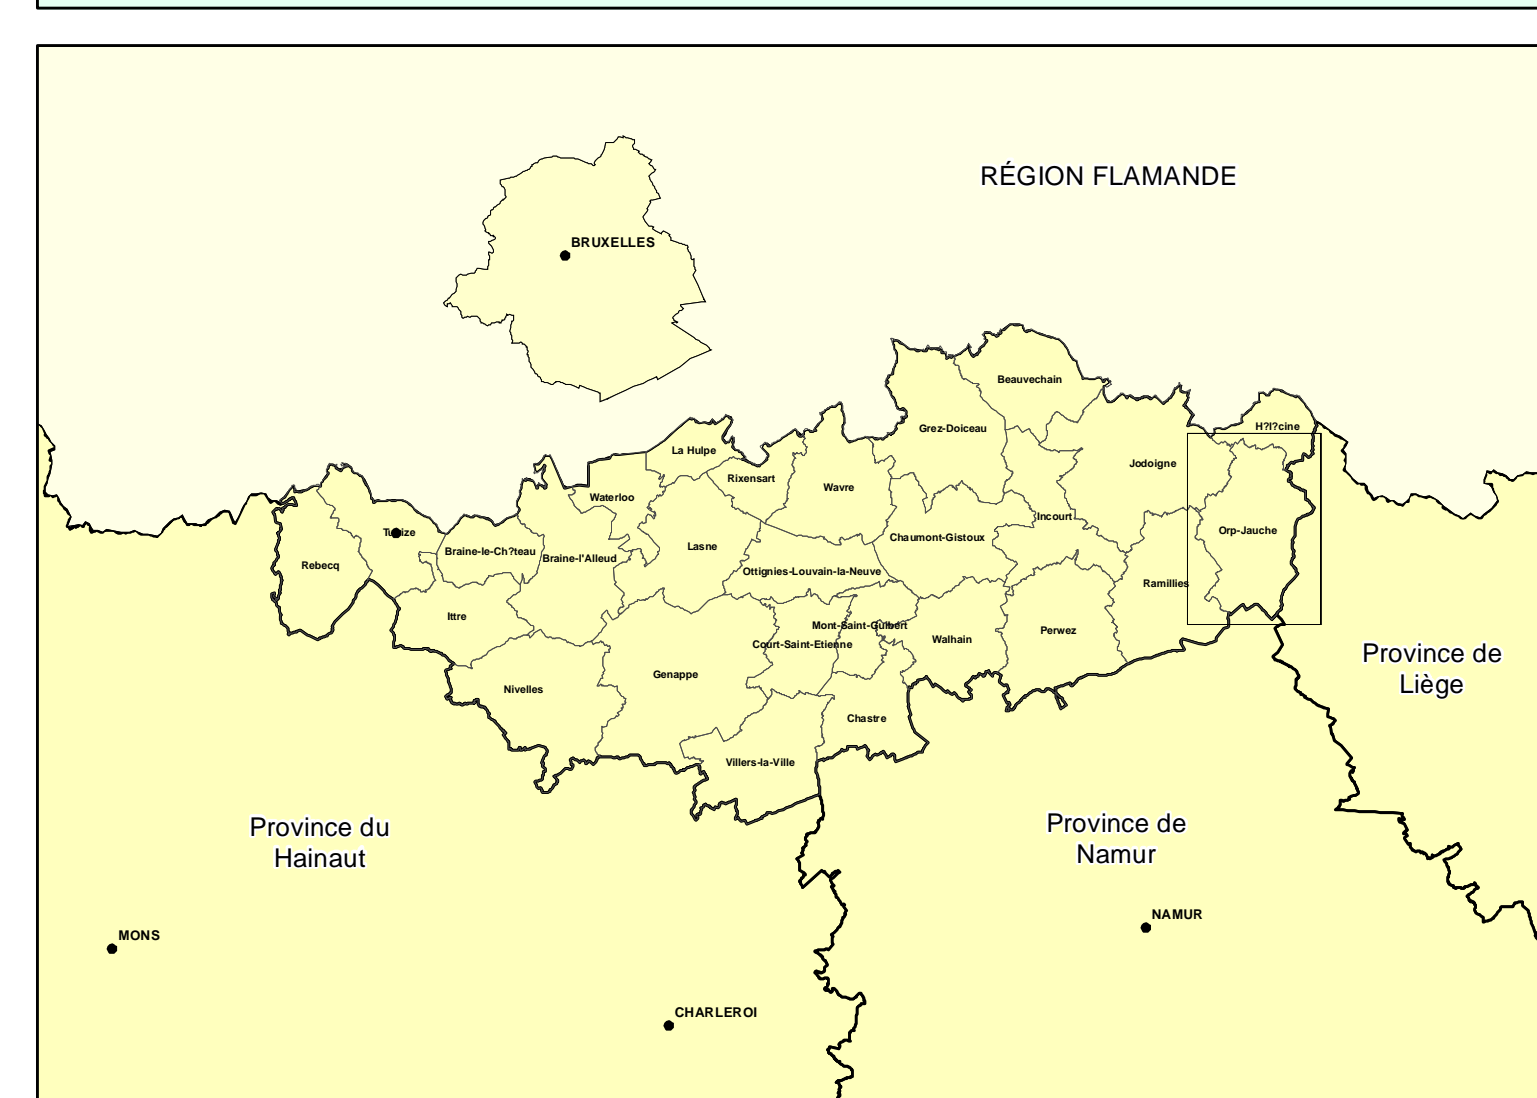 RÉGION FLAMANDE
BRUXELLES
Beauvechain
H?l?cine
Grez-Doiceau
La Hulpe
Jodoigne
Rixensart
Wavre
Waterloo
Incourt
Orp-Jauche
Chaumont-Gistoux
Lasne
Braine-le-Ch?teau
Braine-l'Alleud
Rebecq
Ottignies-Louvain-la-Neuve
Ramillies
Ittre
Mont-Saint-Guibert
Perwez
Walhain
Court-Saint-Etienne
Genappe
Nivelles
Chastre
Villers-la-Ville
Province de
Liège
Province du
Hainaut
Province de
Namur
NAMUR
MONS
CHARLEROI